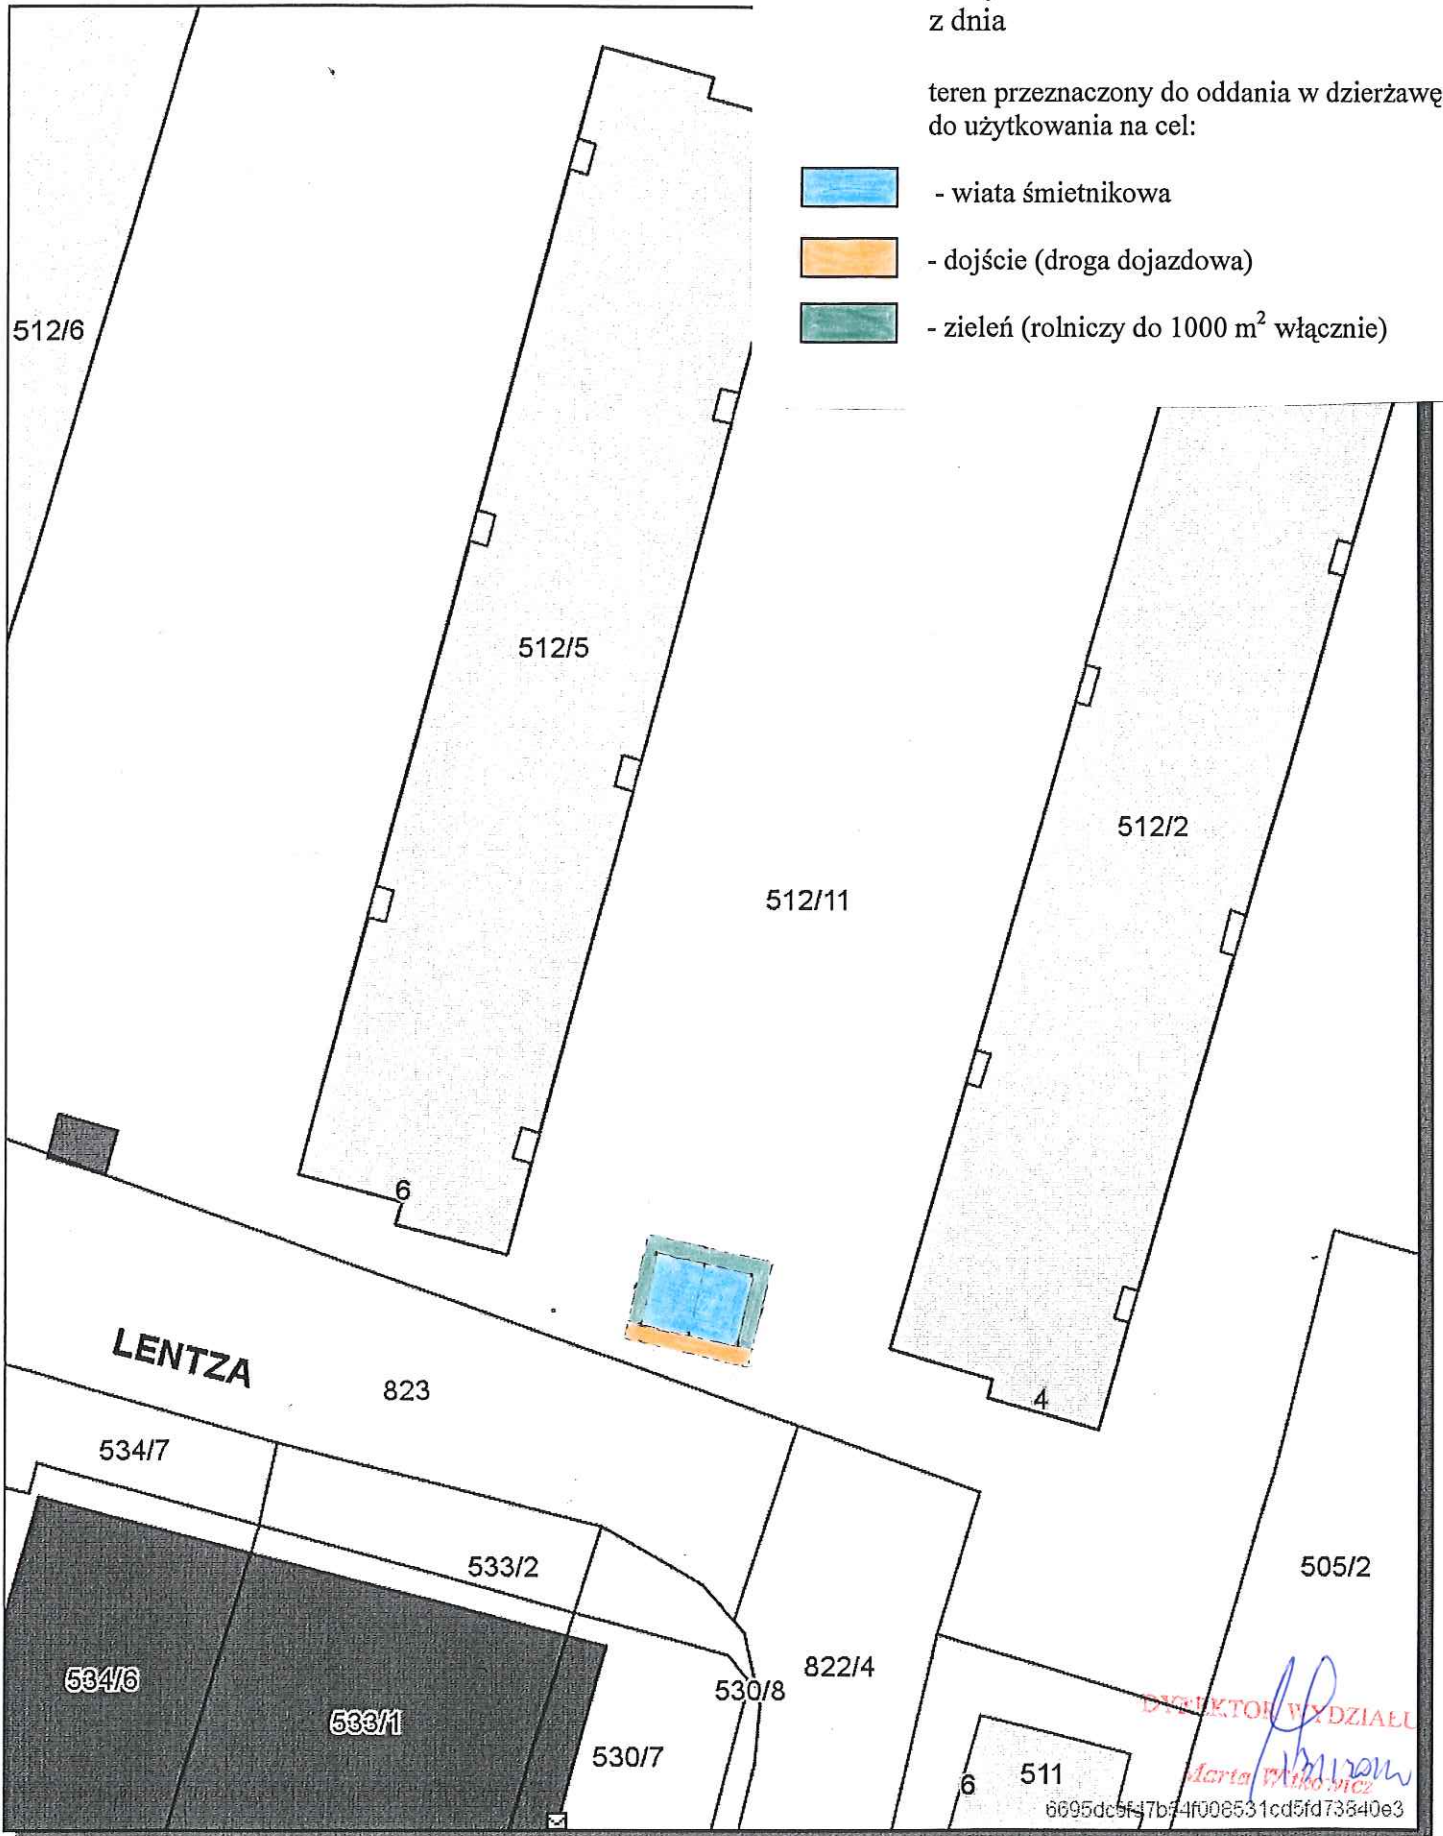 z dnia
teren przeznaczony do oddania w dzierżawę
do użytkowania na cel:
- wiata śmietnikowa
- dojście (droga dojazdowa)
- zieleń (rolniczy do 1000 m² włącznie)
512/6
512/5
512/2
512/11
6
4
LENTZA
823
534/7
533/2
505/2
534/6
533/1
530/8
822/4
530/7
6
511
DYREKTOR WYDZIAŁU
Marta
6695dc9f47b54f008531cd5fd73840e3